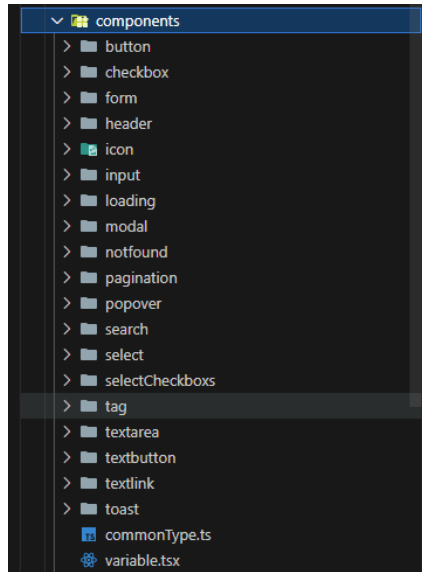 components
button
checkbox
form
header
icon
input
loading
modal
notfound
pagination
popover
search
select
selectCheckboxs
tag
textarea
textbutton
textlink
toast
TS commonType.ts
variable.tsx